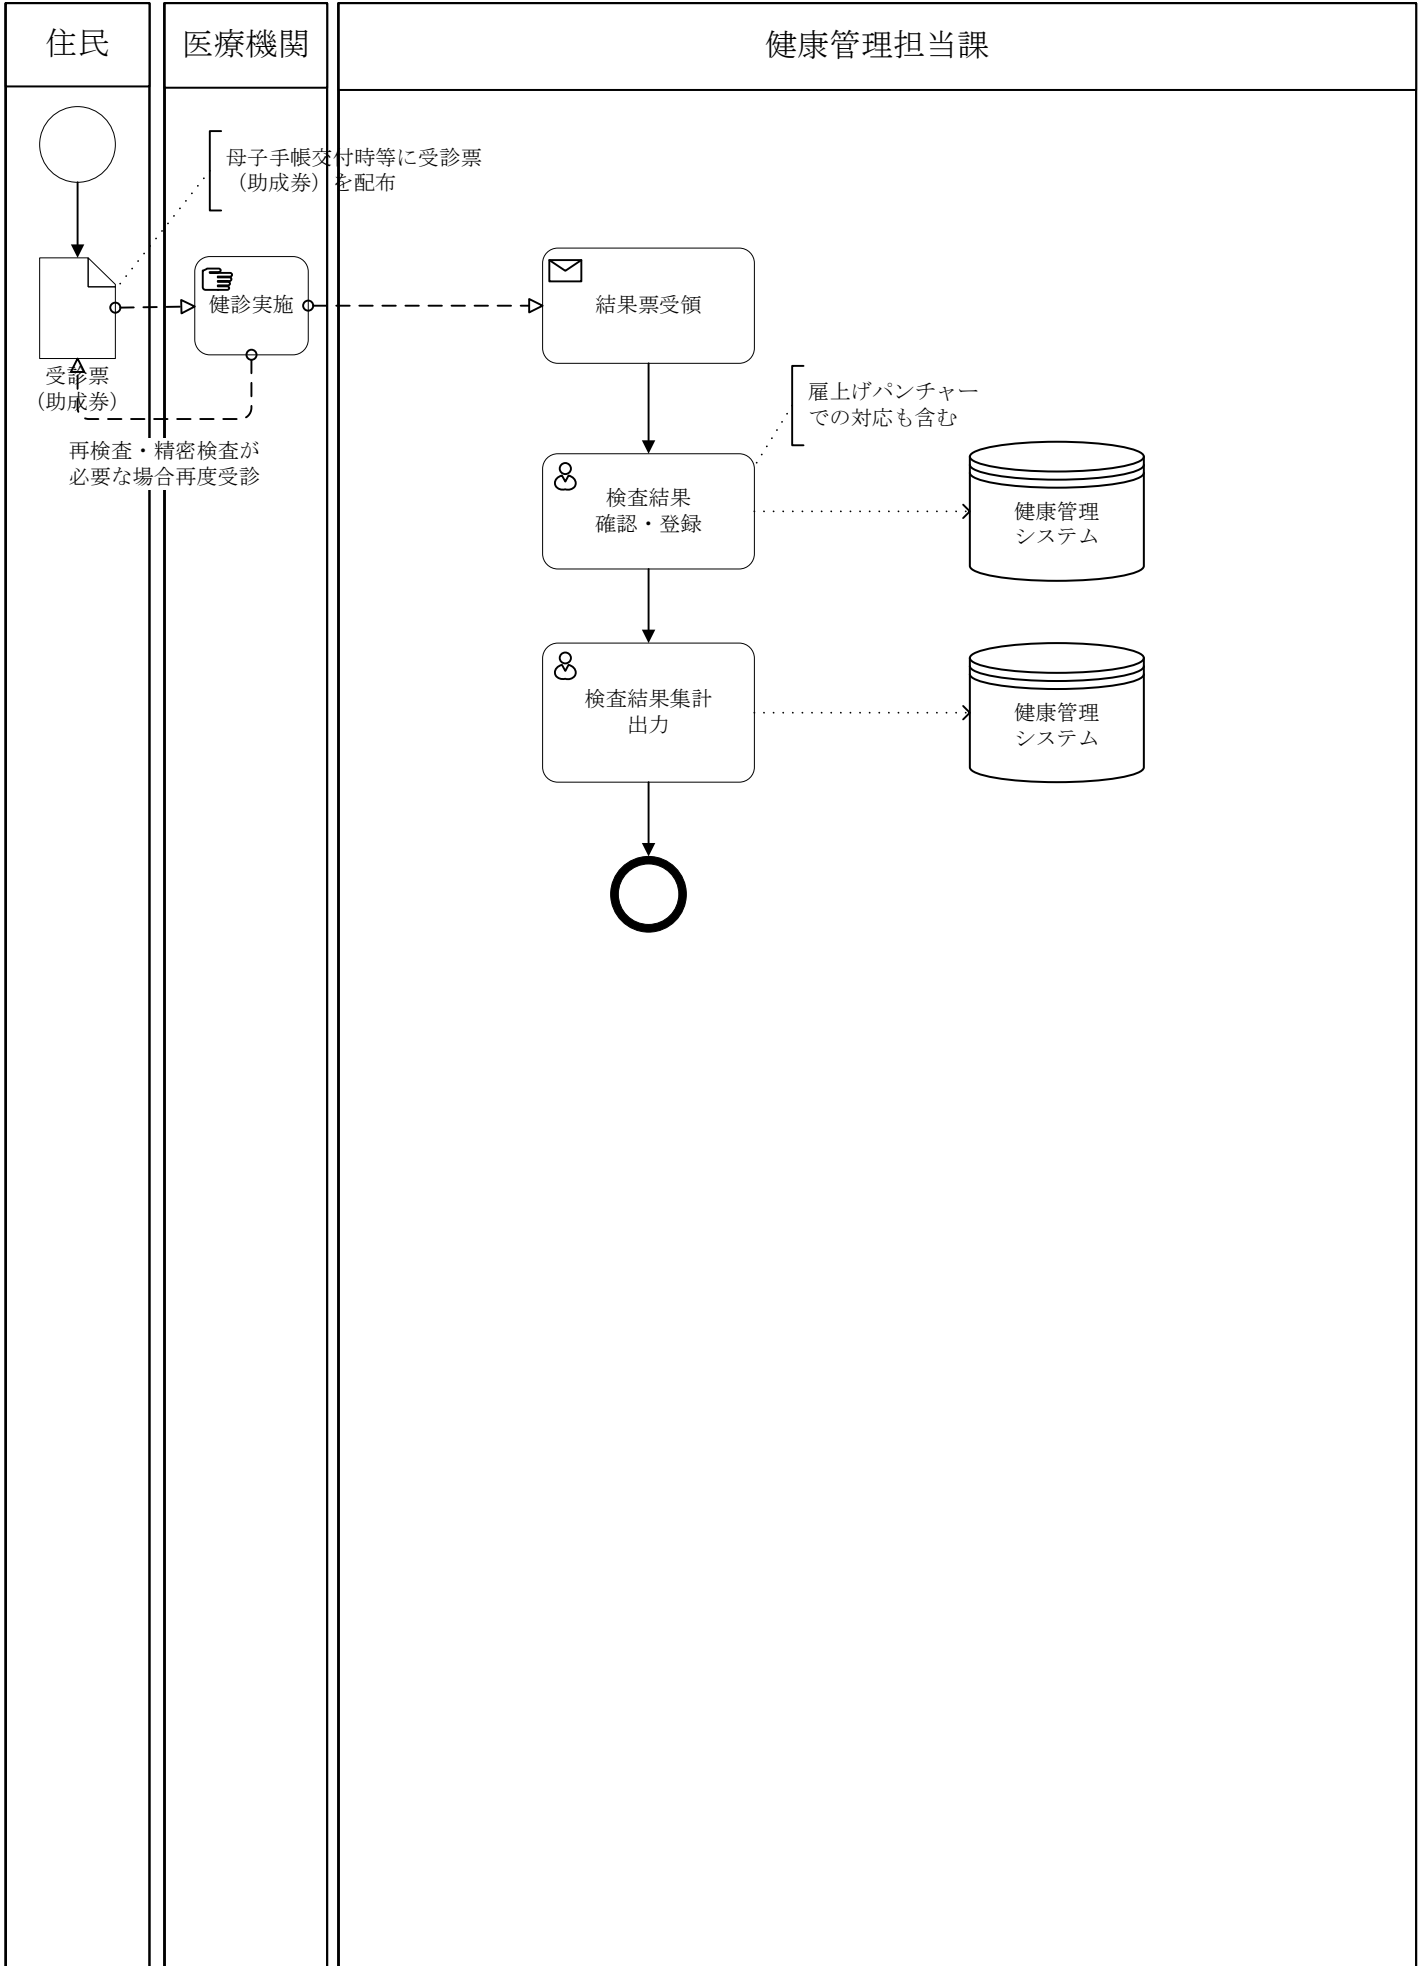 住民
医療機関
健康管理担当課
母子手帳交付時等に受診票
（助成券）を配布
健診実施
結果票受領
受診票
（助成券）
再検査・精密検査が
必要な場合再度受診
雇上げパンチャー
での対応も含む
検査結果
確認・登録
健康管理
システム
検査結果集計
出力
健康管理
システム